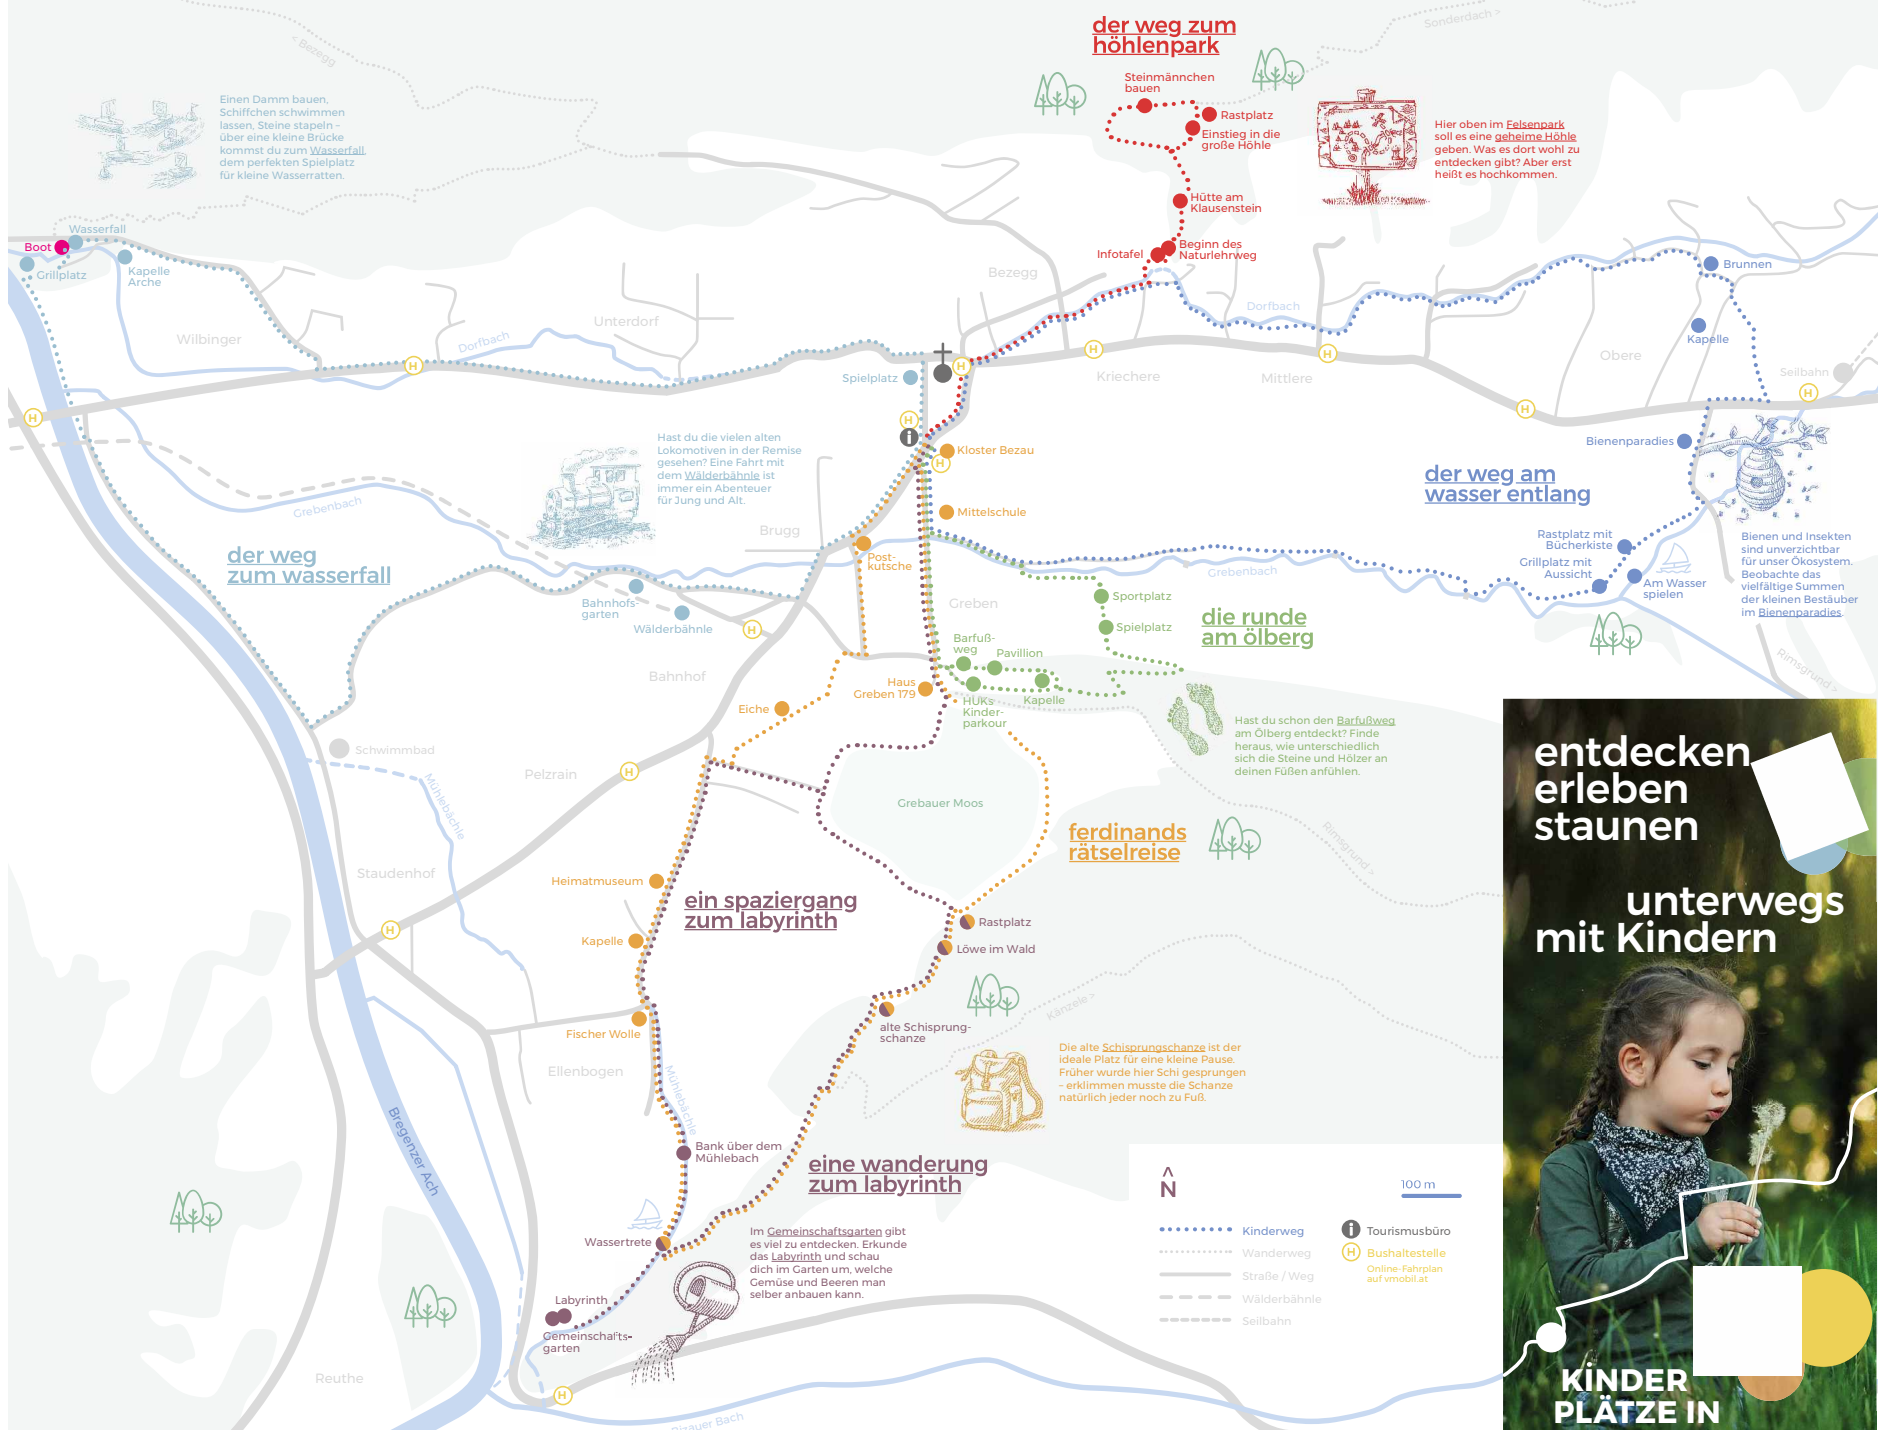 der weg zum
höhlenpark
Sonderdach >
< Bezegg
Steinmännchen
bauen
Rastplatz
Einstieg in die
große Höhle
Hütte am
Klausenstein
Beginn des
Naturlehrweg
Infotafel
Hier oben im Felsenpark
soll es eine geheime Höhle
geben. Was es dort wohl zu
entdecken gibt? Aber erst
heißt es hochkommen.
Einen Damm bauen,
Schiffchen schwimmen
lassen, Steine stapeln –
über eine kleine Brücke
kommst du zum Wasserfall,
dem perfekten Spielplatz
für kleine Wasserratten.
Wasserfall
Boot
Grillplatz
Kapelle
Arche
Wilbinger
Dorfbach
Unterdorf
Bezegg
Dorfbach
Brunnen
Kapelle
Obere
Seilbahn
Kriechere
Mittlere
Spielplatz
H
H
H
H
H
H
H
H
i
H
Kloster Bezau
Mittelschule
Hast du die vielen alten
Lokomotiven in der Remise
gesehen? Eine Fahrt mit
dem Wälderbähnle ist
immer ein Abenteuer
für Jung und Alt.
Grebenbach
Brugg
der weg
zum wasserfall
Post-
kutsche
Bahnhofs-
garten
Wälderbähnle
H
Bahnhof
Bienenparadies
der weg am
wasser entlang
Rastplatz mit
Bücherkiste
Grillplatz mit
Aussicht
Am Wasser
spielen
Bienen und Insekten
sind unverzichtbar
für unser Ökosystem.
Beobachte das
vielfältige Summen
der kleinen Bestäuber
im Bienenparadies.
Grebenbach
Rimsgrund >
Greben
Sportplatz
Spielplatz
die runde
am ölberg
Barfuß-
weg
Pavillion
Kapelle
HUKs
Kinder-
parkour
Haus
Greben 179
Eiche
Hast du schon den Barfußweg
am Ölberg entdeckt? Finde
heraus, wie unterschiedlich
sich die Steine und Hölzer an
deinen Füßen anfühlen.
Schwimmbad
Pelzrain
H
Mühlebächle
Grebauer Moos
ferdinands
rätselreise
Rimsgrund >
Staudenhof
Heimatmuseum
ein spaziergang
zum labyrinth
H
Kapelle
Rastplatz
Löwe im Wald
alte Schisprung-
schanze
Känzele >
Fischer Wolle
Ellenbogen
Mühlebächle
Die alte Schisprungschanze ist der
ideale Platz für eine kleine Pause.
Früher wurde hier Schi gesprungen
– erklimmen musste die Schanze
natürlich jeder noch zu Fuß.
Bregenzer Ach
Bank über dem
Mühlebach
eine wanderung
zum labyrinth
Wassertrete
Im Gemeinschaftsgarten gibt
es viel zu entdecken. Erkunde
das Labyrinth und schau
dich im Garten um, welche
Gemüse und Beeren man
selber anbauen kann.
Labyrinth
Gemeinschafts-
garten
Reuthe
H
Bizauer Bach
N
100 m
Kinderweg
Wanderweg
Straße / Weg
Wälderbähnle
Seilbahn
i Tourismusbüro
H Bushaltestelle
Online-Fahrplan
auf vmobil.at
entdecken
erleben
staunen
unterwegs
mit Kindern
KINDER
PLÄTZE IN